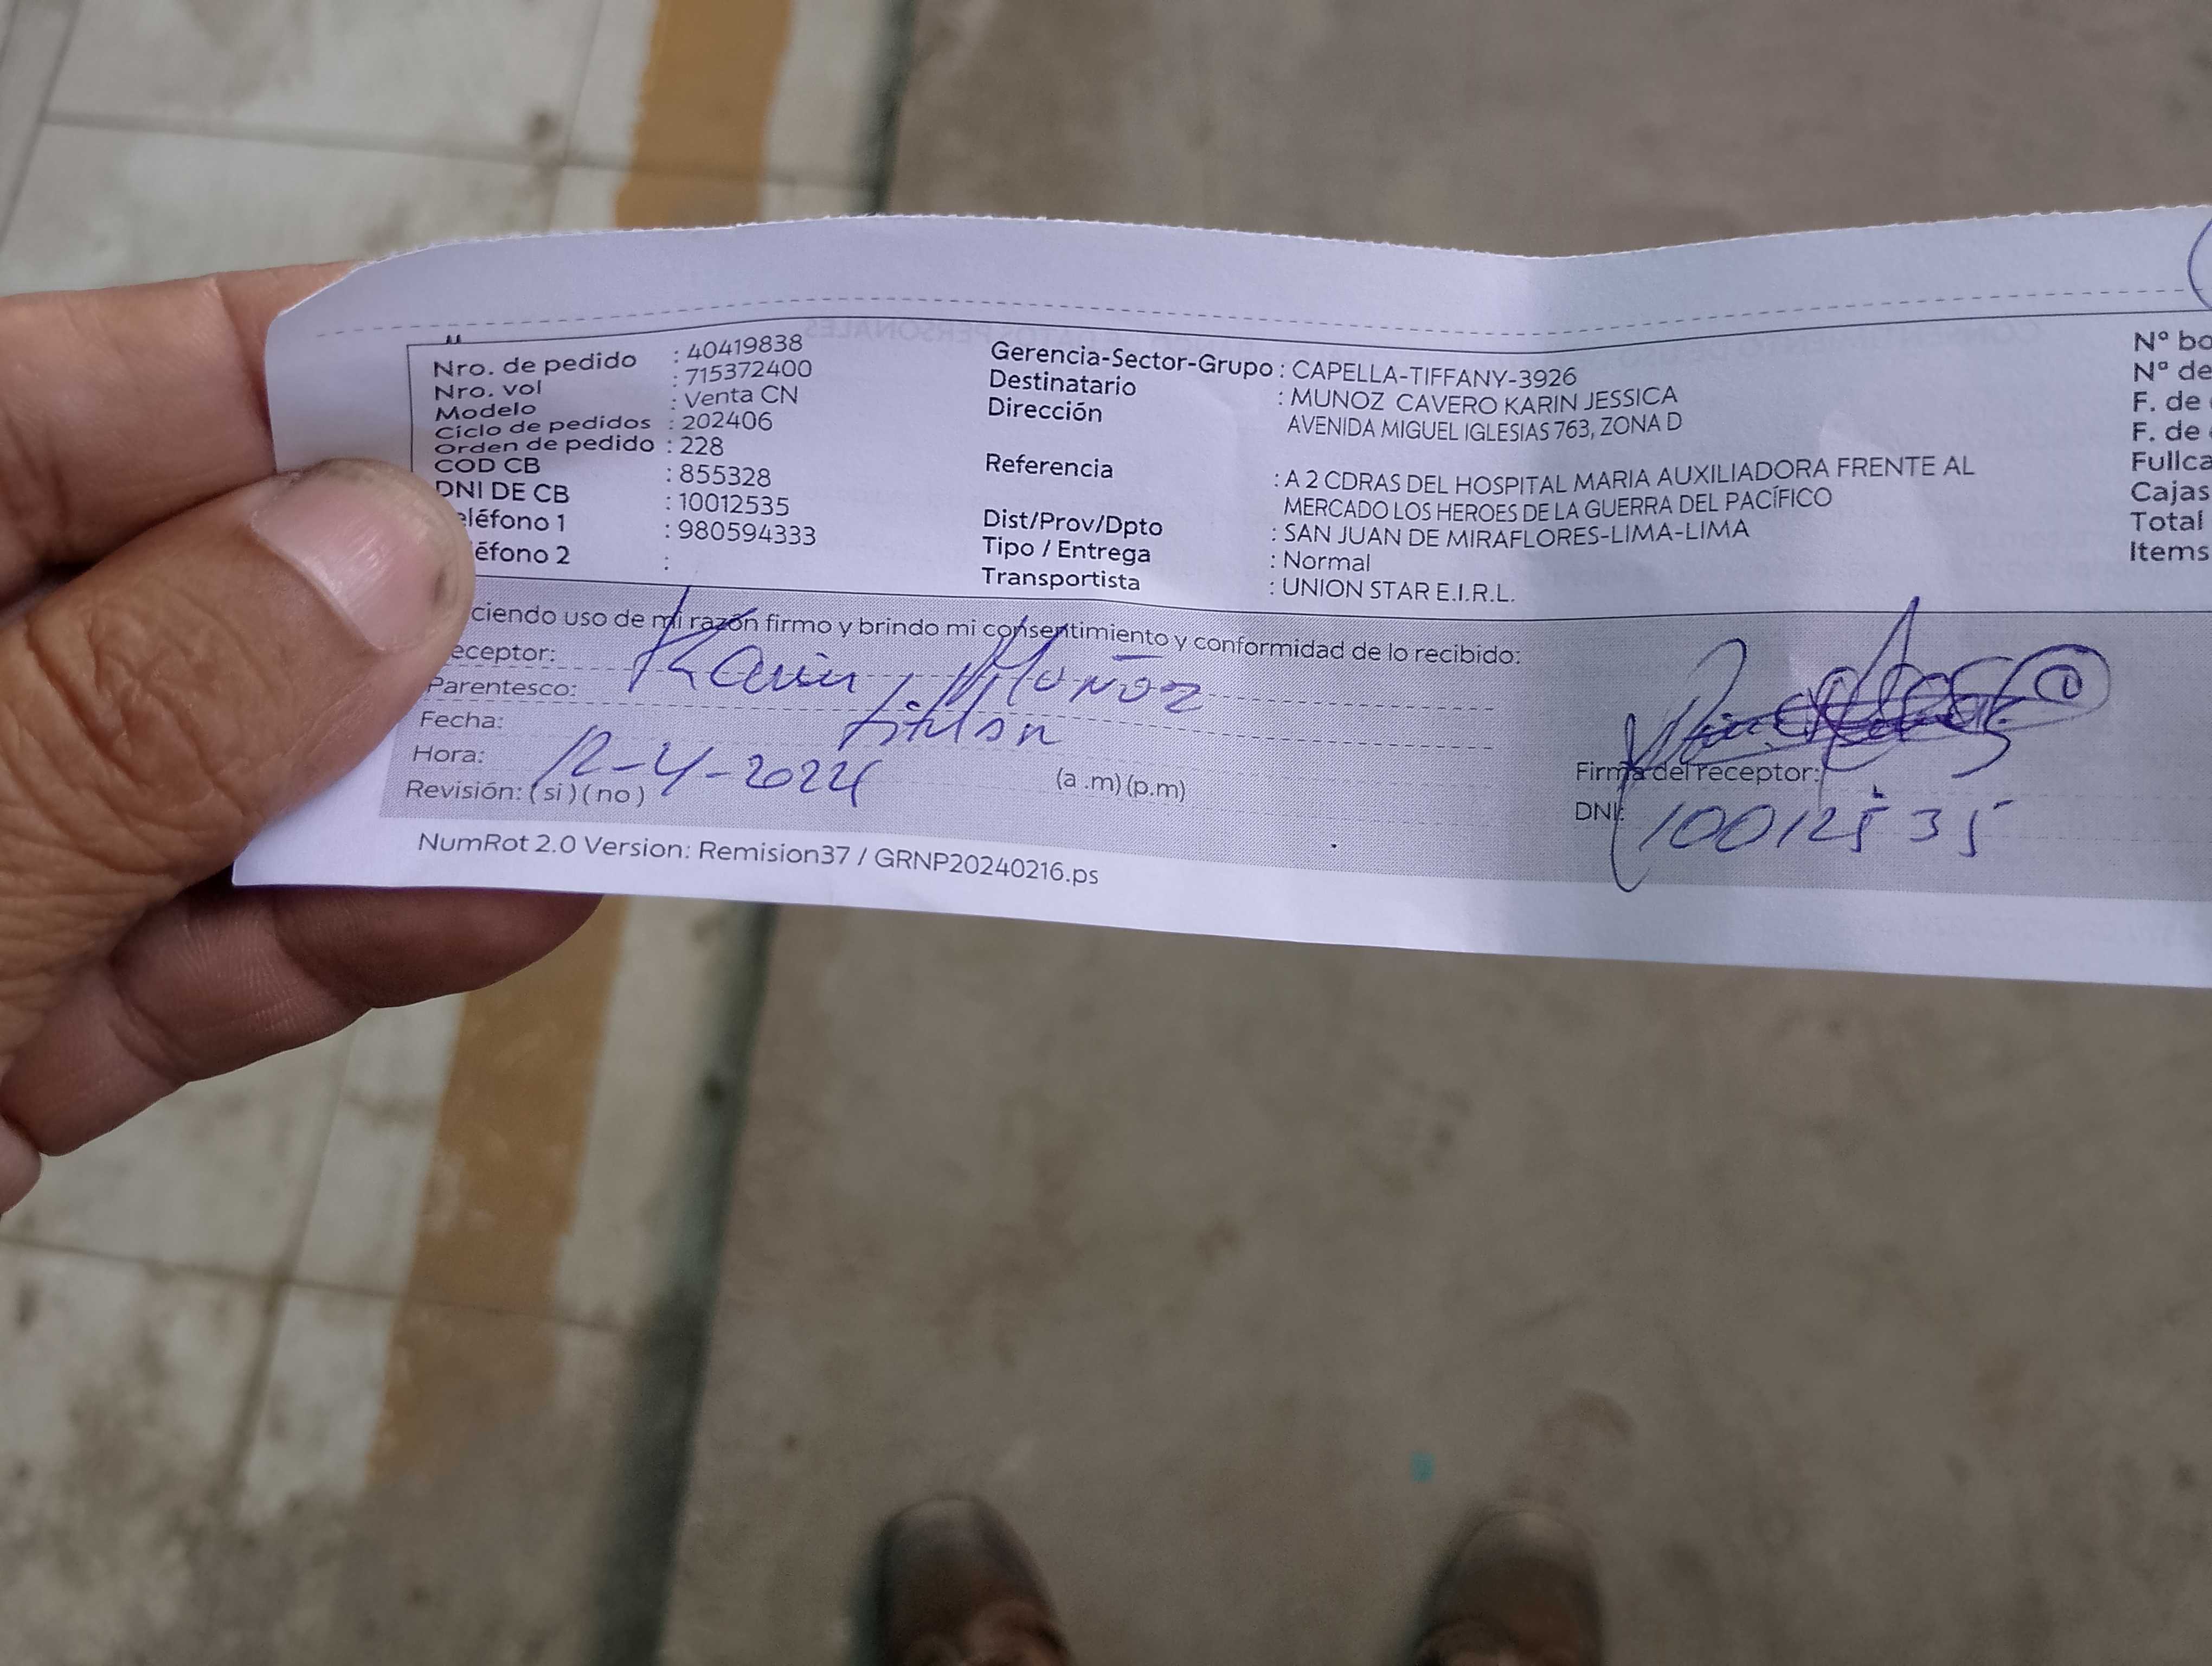 Nro. de pedido : 40419838
Nro. vol : 715372400
Modelo : Venta CN
Ciclo de pedidos : 202406
Orden de pedido : 228
COD CB : 855328
DNI DE CB : 10012535
eléfono 1 : 980594333
éfono 2 :
Gerencia-Sector-Grupo : CAPELLA-TIFFANY-3926
Destinatario : MUNOZ CAVERO KARIN JESSICA
Dirección AVENIDA MIGUEL IGLESIAS 763, ZONA D
Referencia : A 2 CDRAS DEL HOSPITAL MARIA AUXILIADORA FRENTE AL
MERCADO LOS HEROES DE LA GUERRA DEL PACÍFICO
Dist/Prov/Dpto : SAN JUAN DE MIRAFLORES-LIMA-LIMA
Tipo / Entrega : Normal
Transportista : UNION STAR E.I.R.L.
Nº bo
Nº de
F. de
F. de
Fullca
Cajas
Total
Items
ciendo uso de mi razón firmo y brindo mi consentimiento y conformidad de lo recibido:
eceptor: Karin Muñoz
Parentesco: titular
Fecha: 12-4-2024
Hora: (a .m) (p.m)
Revisión: ( si ) ( no )
Firma del receptor:
DNI: 10012535
NumRot 2.0 Version: Remision37 / GRNP20240216.ps